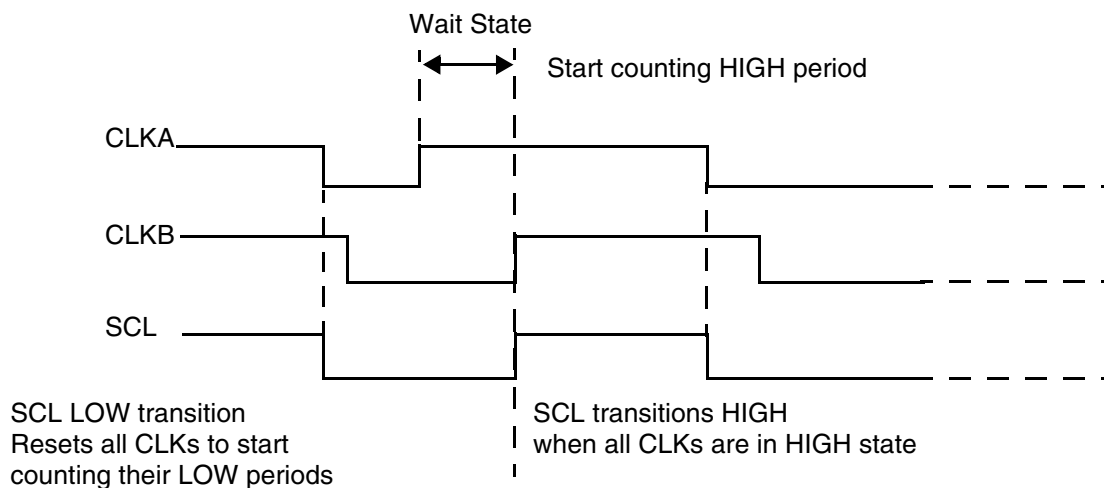 Wait State
Start counting HIGH period
CLKA
CLKB
SCL
SCL LOW transition
Resets all CLKs to start
counting their LOW periods
SCL transitions HIGH
when all CLKs are in HIGH state